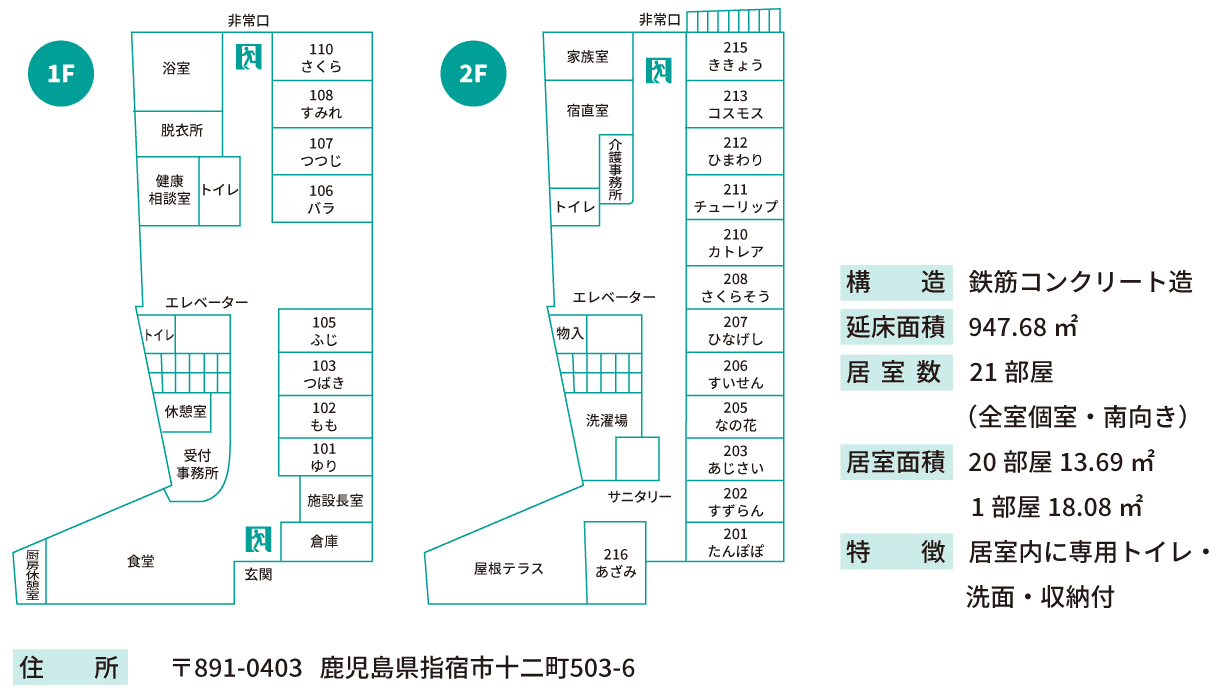 1F
非常口
浴室
脱衣所
健康
相談室
トイレ
110
さくら
108
すみれ
107
つつじ
106
バラ
エレベーター
トイレ
休憩室
受付
事務所
105
ふじ
103
つばき
102
もも
101
ゆり
施設長室
倉庫
玄関
食堂
厨房休憩室
2F
非常口
家族室
宿直室
介護事務所
トイレ
215
ききょう
213
コスモス
212
ひまわり
211
チューリップ
210
カトレア
208
さくらそう
207
ひなげし
206
すいせん
205
なの花
203
あじさい
202
すずらん
201
たんぽぽ
エレベーター
物入
洗濯場
サニタリー
216
あざみ
屋根テラス
構 造 鉄筋コンクリート造
延床面積 947.68 ㎡
居室数 21 部屋
（全室個室・南向き）
居室面積 20 部屋 13.69 ㎡
1 部屋 18.08 ㎡
特 徴 居室内に専用トイレ・
洗面・収納付
住 所 〒891-0403 鹿児島県指宿市十二町503-6